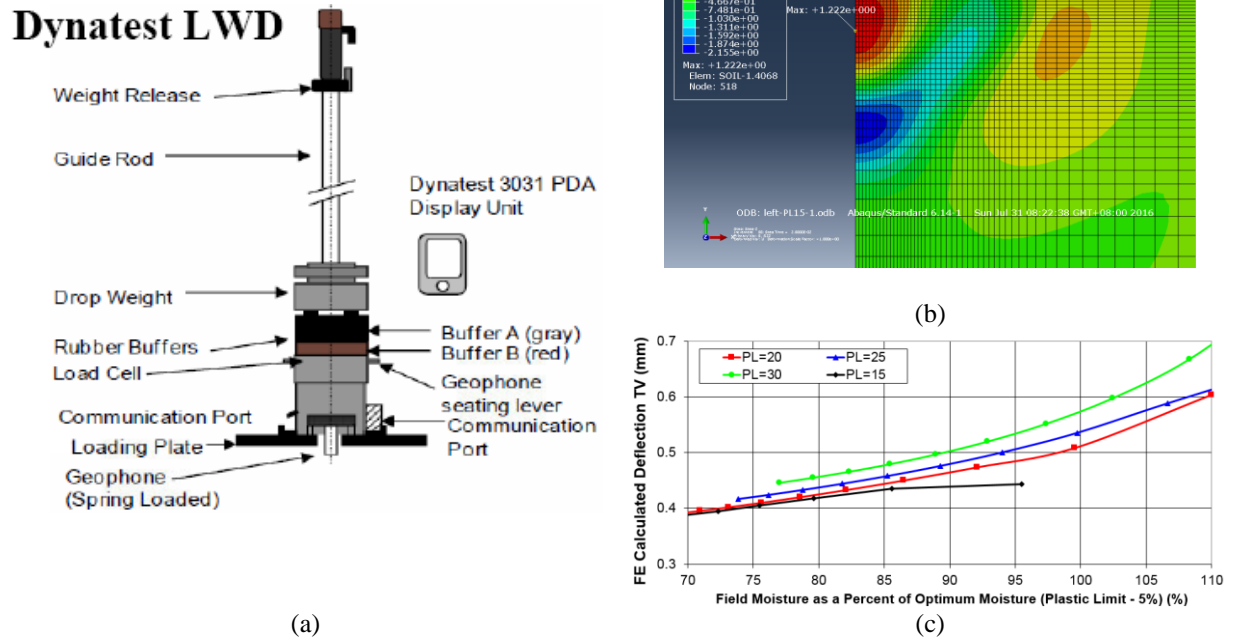 Dynatest LWD
Weight Release
Guide Rod
Dynatest 3031 PDA
Display Unit
Drop Weight
Rubber Buffers
Load Cell
Buffer A (gray)
Buffer B (red)
Geophone
seating lever
Communication Port
Communication
Port
Loading Plate
Geophone
(Spring Loaded)
(a)
-4.667e-01
-7.481e-01
-1.030e+00
-1.311e+00
-1.592e+00
-1.874e+00
-2.155e+00
Max: +1.222e+00
Elem: SOIL-1.4068
Node: 518
Max: +1.222e+000
Y
X
ODB: left-PL15-1.odb Abaqus/Standard 6.14-1 Sun Jul 31 08:22:38 GMT+08:00 2016
(b)
FE Calculated Deflection TV (mm)
0.7
0.6
0.5
0.4
0.3
PL=20
PL=25
PL=30
PL=15
70 75 80 85 90 95 100 105 110
Field Moisture as a Percent of Optimum Moisture (Plastic Limit - 5%) (%)
(c)